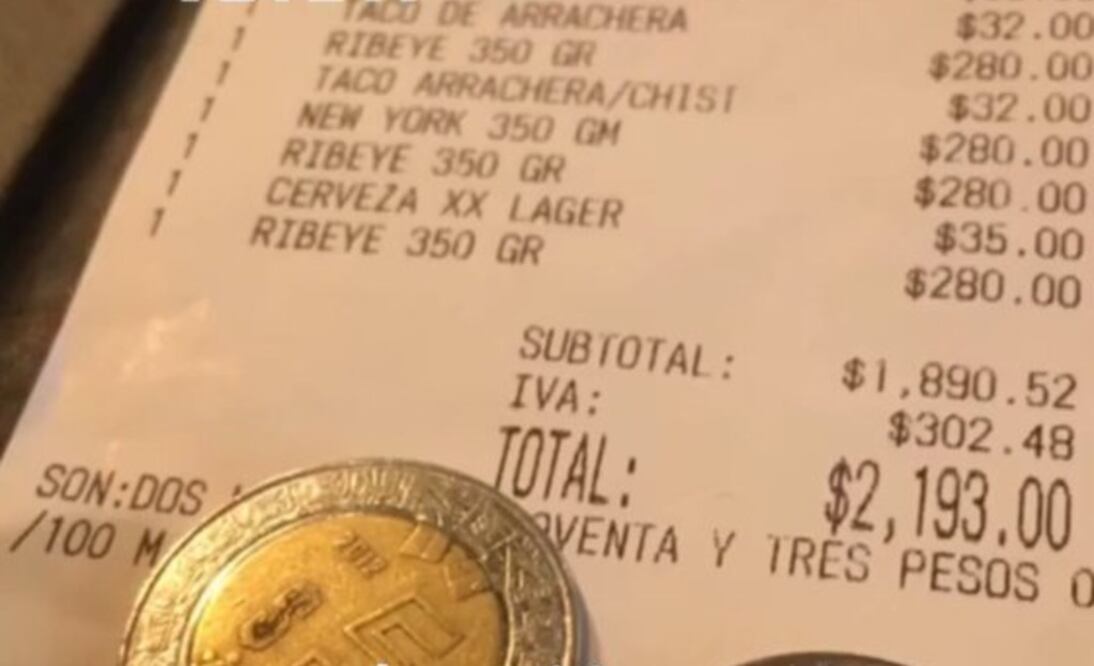 TACO DE ARRACHERA $32.00
1 RIBEYE 350 GR $280.00
1 TACO ARRACHERA/CHIST $32.00
1 NEW YORK 350 GM $280.00
1 RIBEYE 350 GR $280.00
1 CERVEZA XX LAGER $35.00
1 RIBEYE 350 GR $280.00
SUBTOTAL: $1,890.52
IVA: $302.48
TOTAL: $2,193.00
SON:DOS VENTA Y TRES PESOS 0
/100 M